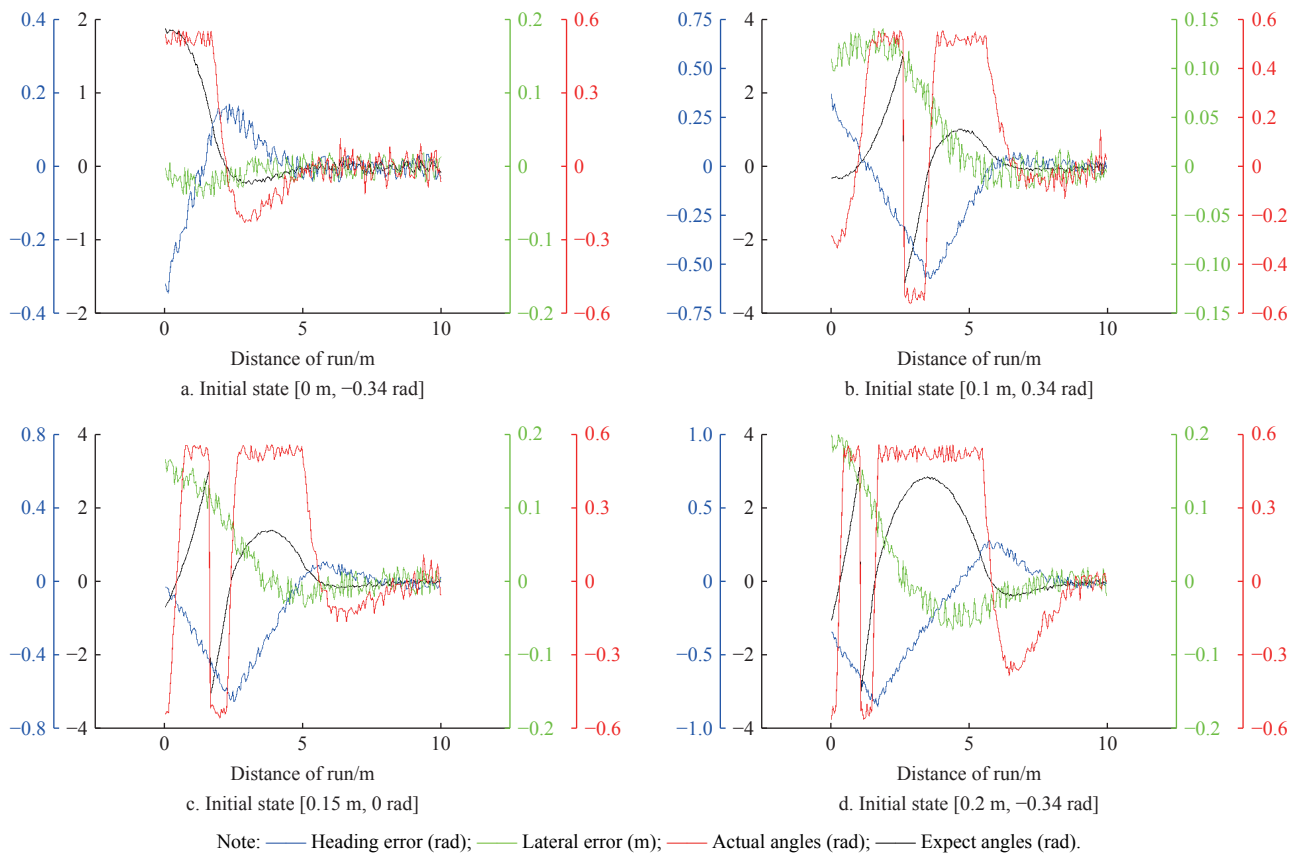 0.4 2 0.2 0.6
0.2 1 0.1 0.3
0 0 0 0
−0.2 −1 −0.1 −0.3
−0.4 −2 −0.2 −0.6
0 5 10
Distance of run/m
a. Initial state [0 m, −0.34 rad]
0.75 4 0.15 0.6
0.50 0.10 0.4
2
0.25 0.05 0.2
0 0 0 0
−0.25 −0.05 −0.2
−2
−0.50 −0.10 −0.4
−0.75 −4 −0.15 −0.6
0 5 10
Distance of run/m
b. Initial state [0.1 m, 0.34 rad]
0.8 4 0.2 0.6
0.4 2 0.1 0.3
0 0 0 0
−0.4 −2 −0.1 −0.3
−0.8 −4 −0.2 −0.6
0 5 10
Distance of run/m
c. Initial state [0.15 m, 0 rad]
1.0 4 0.2 0.6
0.5 2 0.1 0.3
0 0 0 0
−0.5 −2 −0.1 −0.3
−1.0 −4 −0.2 −0.6
0 5 10
Distance of run/m
d. Initial state [0.2 m, −0.34 rad]
Note: Heading error (rad); Lateral error (m); Actual angles (rad); Expect angles (rad).